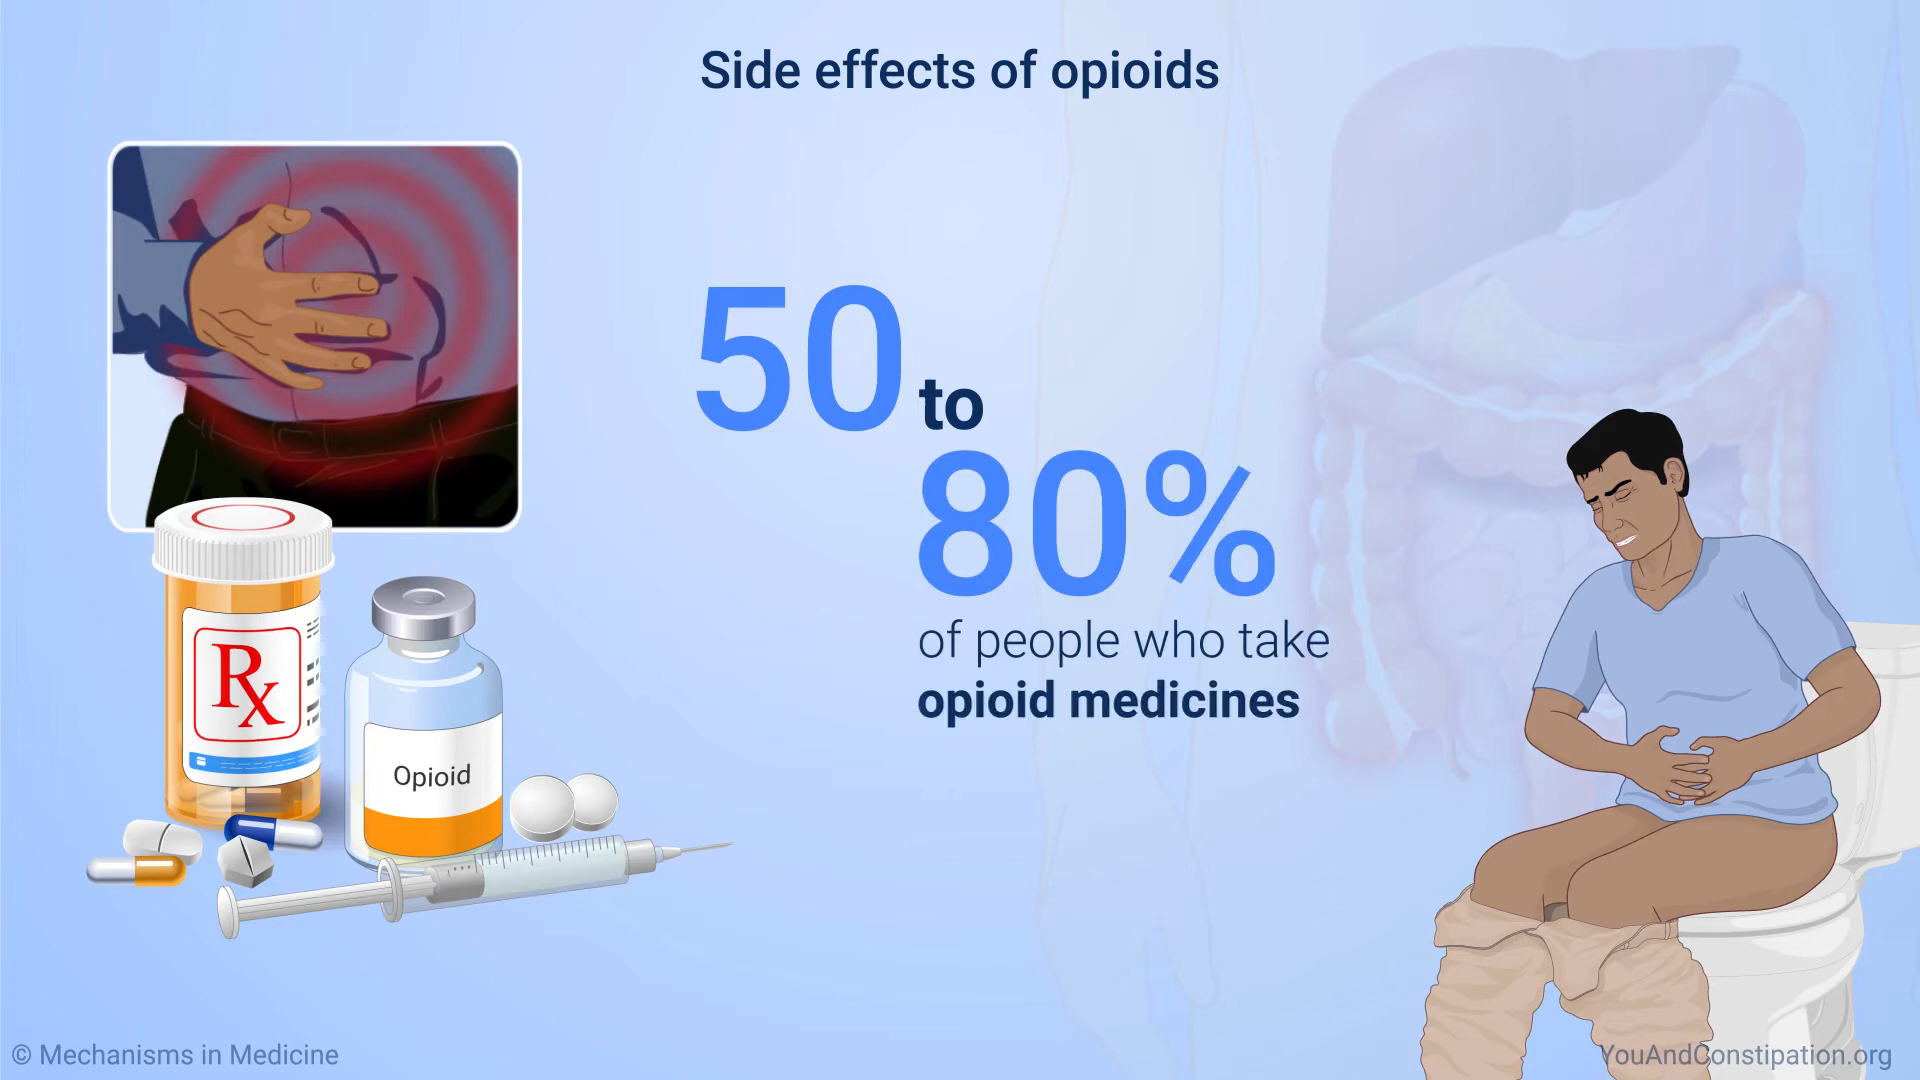 Side effects of opioids
50 to
80%
of people who take
opioid medicines
Rx
Opioid
© Mechanisms in Medicine
YouAndConstipation.org